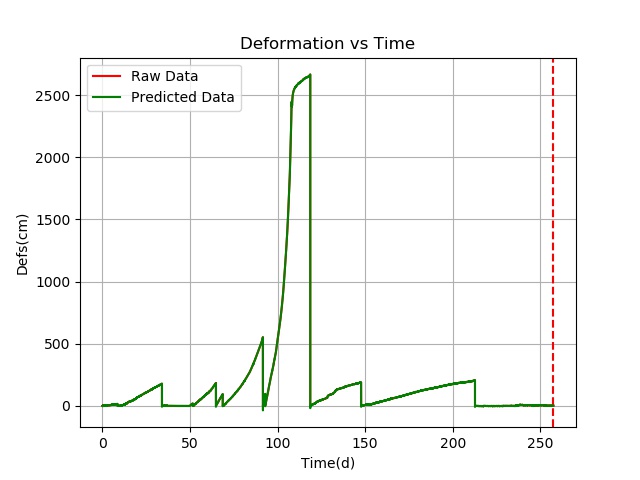 Deformation vs Time
Raw Data
Predicted Data
Defs(cm)
2500
2000
1500
1000
500
0
0 50 100 150 200 250
Time(d)